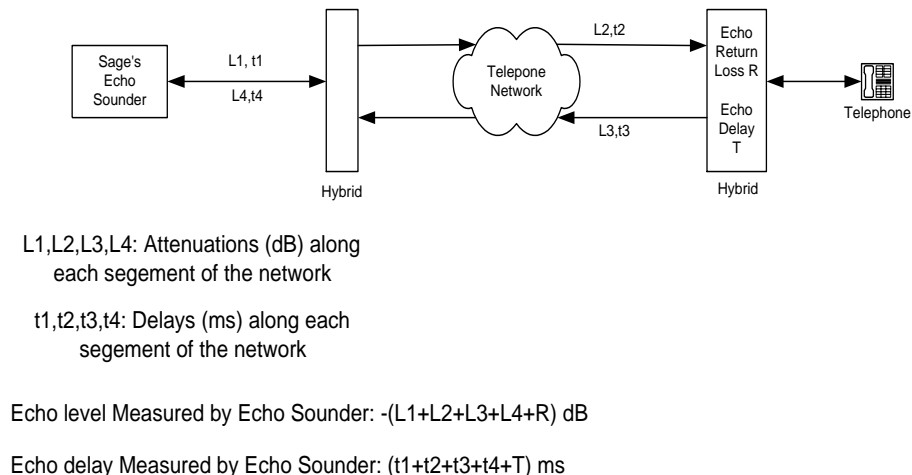 Sage's
Echo
Sounder
L1, t1
L4,t4
Hybrid
Telepone
Network
L2,t2
L3,t3
Echo
Return
Loss R
Echo
Delay
T
Hybrid
Telephone
L1,L2,L3,L4: Attenuations (dB) along
each segement of the network
t1,t2,t3,t4: Delays (ms) along each
segement of the network
Echo level Measured by Echo Sounder: -(L1+L2+L3+L4+R) dB
Echo delay Measured by Echo Sounder: (t1+t2+t3+t4+T) ms